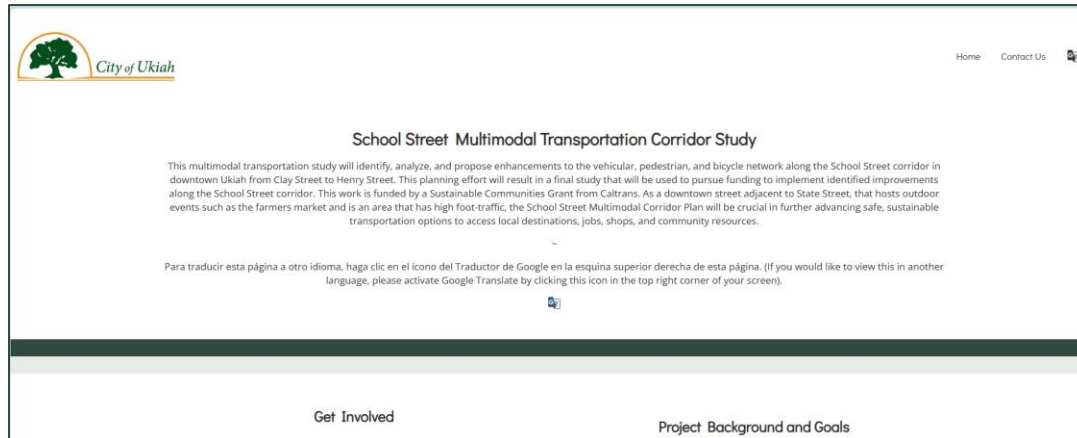 City of Ukiah
Home Contact Us
School Street Multimodal Transportation Corridor Study
This multimodal transportation study will identify, analyze, and propose enhancements to the vehicular, pedestrian, and bicycle network along the School Street corridor in
downtown Ukiah from Clay Street to Henry Street. This planning effort will result in a final study that will be used to pursue funding to implement identified improvements
along the School Street corridor. This work is funded by a Sustainable Communities Grant from Caltrans. As a downtown street adjacent to State Street, that hosts outdoor
events such as the farmers market and is an area that has high foot-traffic, the School Street Multimodal Corridor Plan will be crucial in further advancing safe, sustainable
transportation options to access local destinations, jobs, shops, and community resources.
~
Para traducir esta página a otro idioma, haga clic en el ícono del Traductor de Google en la esquina superior derecha de esta página. (If you would like to view this in another
language, please activate Google Translate by clicking this icon in the top right corner of your screen).
Get Involved
Project Background and Goals